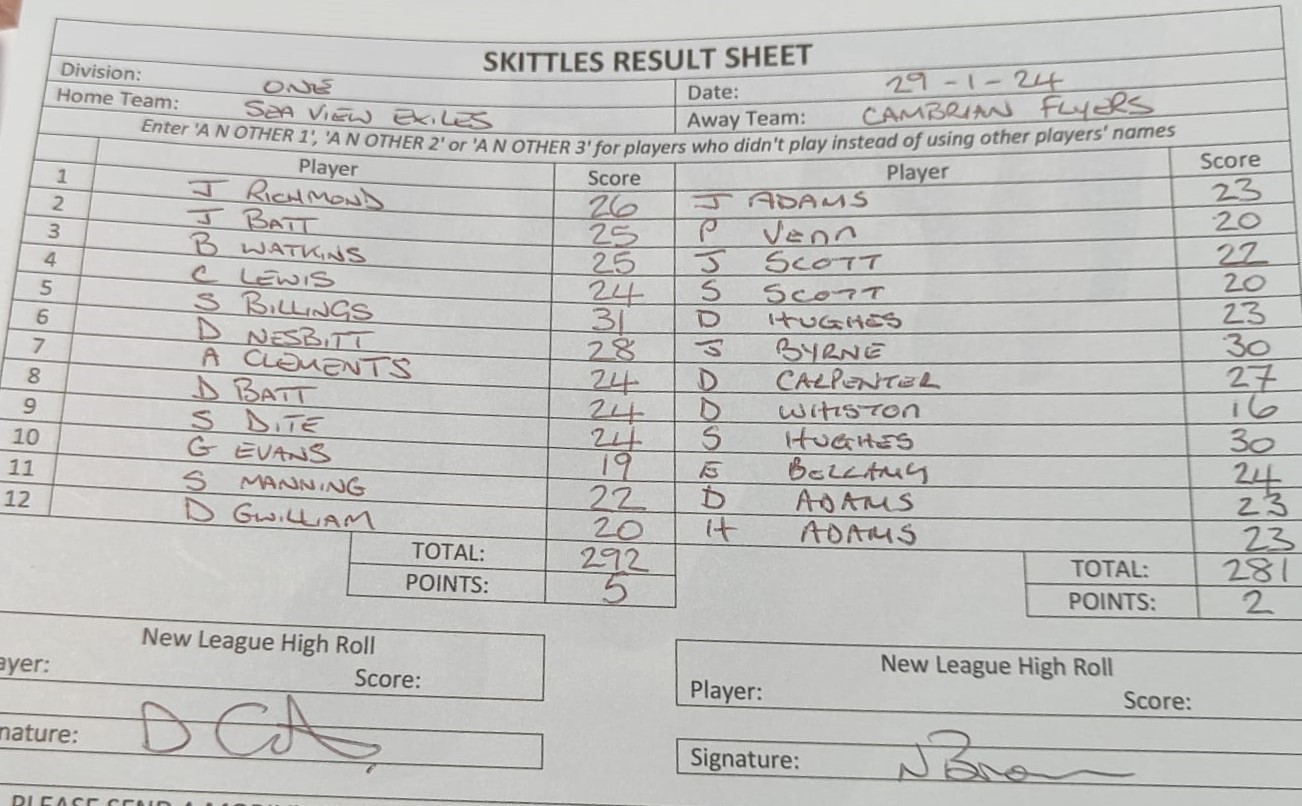 SKITTLES RESULT SHEET
Division: ONE Date: 29-1-24
Home Team: SEA VIEW EXILES Away Team: CAMBRIAN FLYERS
Enter 'A N OTHER 1', 'A N OTHER 2' or 'A N OTHER 3' for players who didn't play instead of using other players' names
Player Score Player Score
1 J RICHMOND 26 J ADAMS 23
2 J BATT 25 P Venn 20
3 B WATKINS 25 J SCOTT 22
4 C LEWIS 24 S SCOTT 20
5 S BILLINGS 31 D HUGHES 23
6 D NESBITT 28 J BYRNE 30
7 A CLEMENTS 24 D CARPENTER 27
8 D BATT 24 D WHISTON 16
9 S DITE 24 S HUGHES 30
10 G EVANS 19 E BELLAMY 24
11 S MANNING 22 D ADAMS 23
12 D GWILLIAM 20 H ADAMS 23
TOTAL: 292 TOTAL: 281
POINTS: 5 POINTS: 2
New League High Roll New League High Roll
ayer: Score: Player: Score:
nature: Signature: N Brown
PLEASE SEND A